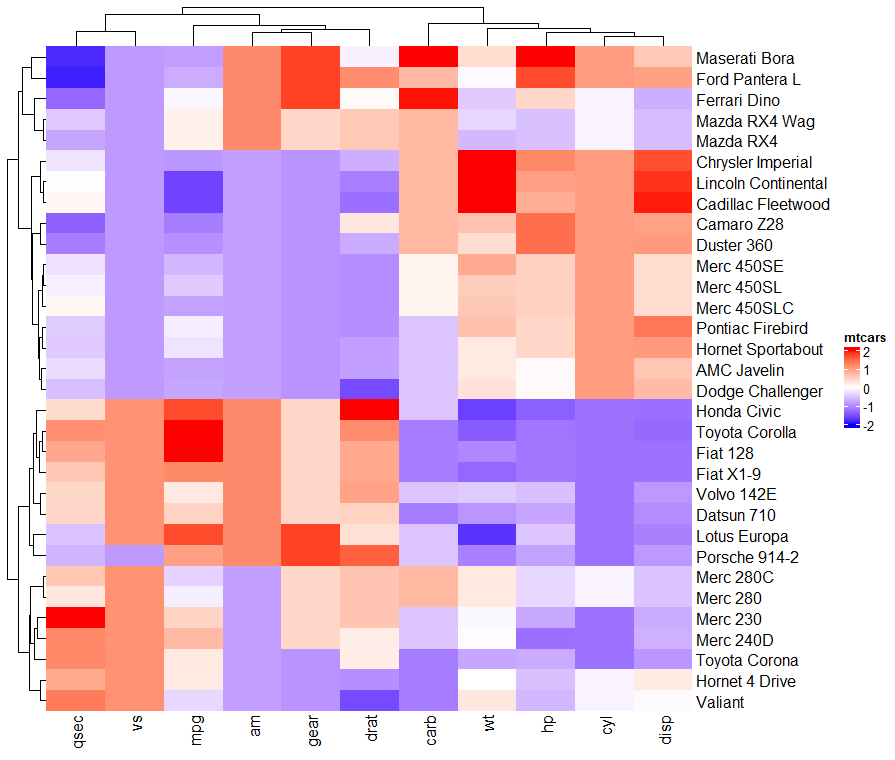 Maserati Bora
Ford Pantera L
Ferrari Dino
Mazda RX4 Wag
Mazda RX4
Chrysler Imperial
Lincoln Continental
Cadillac Fleetwood
Camaro Z28
Duster 360
Merc 450SE
Merc 450SL
Merc 450SLC
Pontiac Firebird
Hornet Sportabout
AMC Javelin
Dodge Challenger
Honda Civic
Toyota Corolla
Fiat 128
Fiat X1-9
Volvo 142E
Datsun 710
Lotus Europa
Porsche 914-2
Merc 280C
Merc 280
Merc 230
Merc 240D
Toyota Corona
Hornet 4 Drive
Valiant
qsec vs mpg am gear drat carb wt hp cyl disp
mtcars
2
1
0
-1
-2